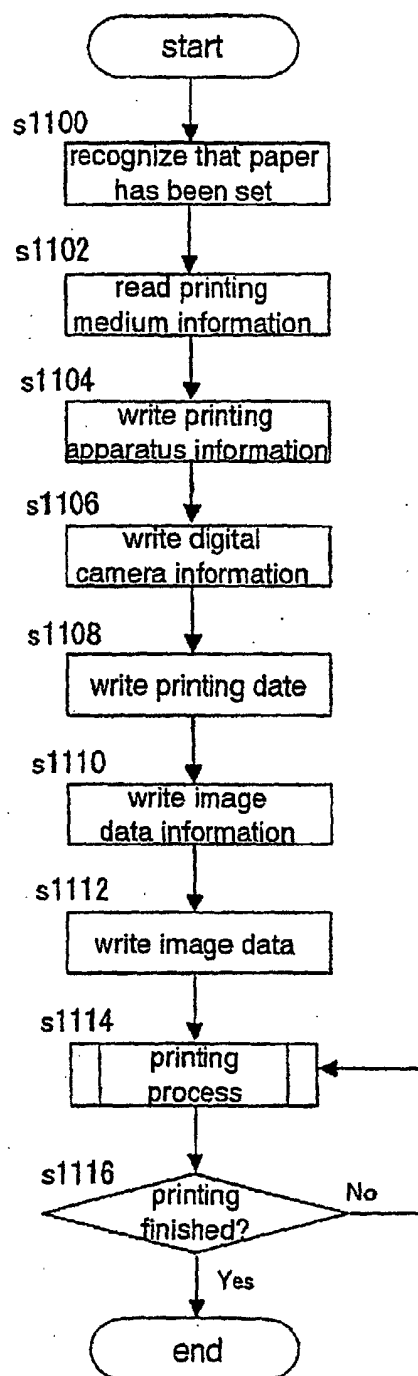 start
s1100
recognize that paper
has been set
s1102
read printing
medium information
s1104
write printing
apparatus information
s1106
write digital
camera information
s1108
write printing date
s1110
write image
data information
s1112
write image data
s1114
printing
process
s1116
printing
finished?
No
Yes
end